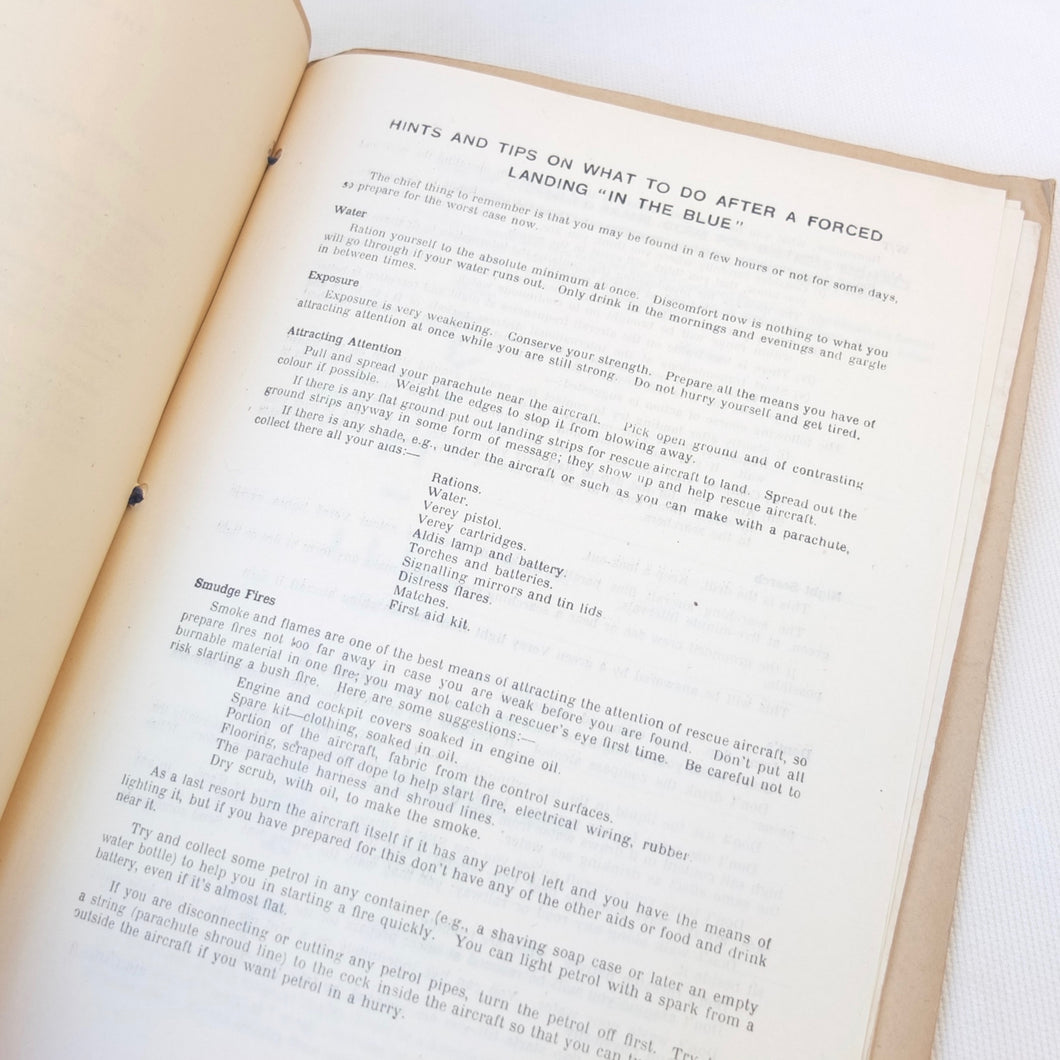 HINTS AND TIPS ON WHAT TO DO AFTER A FORCED
LANDING "IN THE BLUE"
The chief thing to remember is that you may be found in a few hours or not for some days,
so prepare for the worst case now.
Water
Ration yourself to the absolute minimum at once. Discomfort now is nothing to what you
will go through if your water runs out. Only drink in the mornings and evenings and gargle
in between times.
Exposure
Exposure is very weakening. Conserve your strength. Prepare all the means you have of
attracting attention at once while you are still strong. Do not hurry yourself and get tired.
Attracting Attention
Pull and spread your parachute near the aircraft. Pick open ground and of contrasting
colour if possible. Weight the edges to stop it from blowing away.
If there is any flat ground put out landing strips for rescue aircraft to land. Spread out the
ground strips anyway in some form of message; they show up and help rescue aircraft.
If there is any shade, e.g., under the aircraft or such as you can make with a parachute,
collect there all your aids:—
Rations.
Water.
Verey pistol.
Verey cartridges.
Aldis lamp and battery.
Torches and batteries.
Signalling mirrors and tin lids.
Distress flares.
Matches.
First aid kit.
Smudge Fires
Smoke and flames are one of the best means of attracting the attention of rescue aircraft, so
prepare fires not too far away in case you are weak before you are found. Don't put all
burnable material in one fire; you may not catch a rescuer's eye first time. Be careful not to
risk starting a bush fire. Here are some suggestions:—
Engine and cockpit covers soaked in engine oil.
Spare kit—clothing, soaked in oil.
Portion of the aircraft, fabric from the control surfaces.
Flooring, scraped off dope to help start fire, electrical wiring, rubber.
The parachute harness and shroud lines.
Dry scrub, with oil, to make the smoke.
As a last resort burn the aircraft itself if it has any petrol left and you have the means of
lighting it, but if you have prepared for this don't have any of the other aids or food and drink
near it.
Try and collect some petrol in any container (e.g., a shaving soap case or later an empty
water bottle) to help you in starting a fire quickly. You can light petrol with a spark from a
battery, even if it's almost flat.
If you are disconnecting or cutting any petrol pipes, turn the petrol off first. Try
a string (parachute shroud line) to the cock inside the aircraft so that you can
outside the aircraft if you want petrol in a hurry.